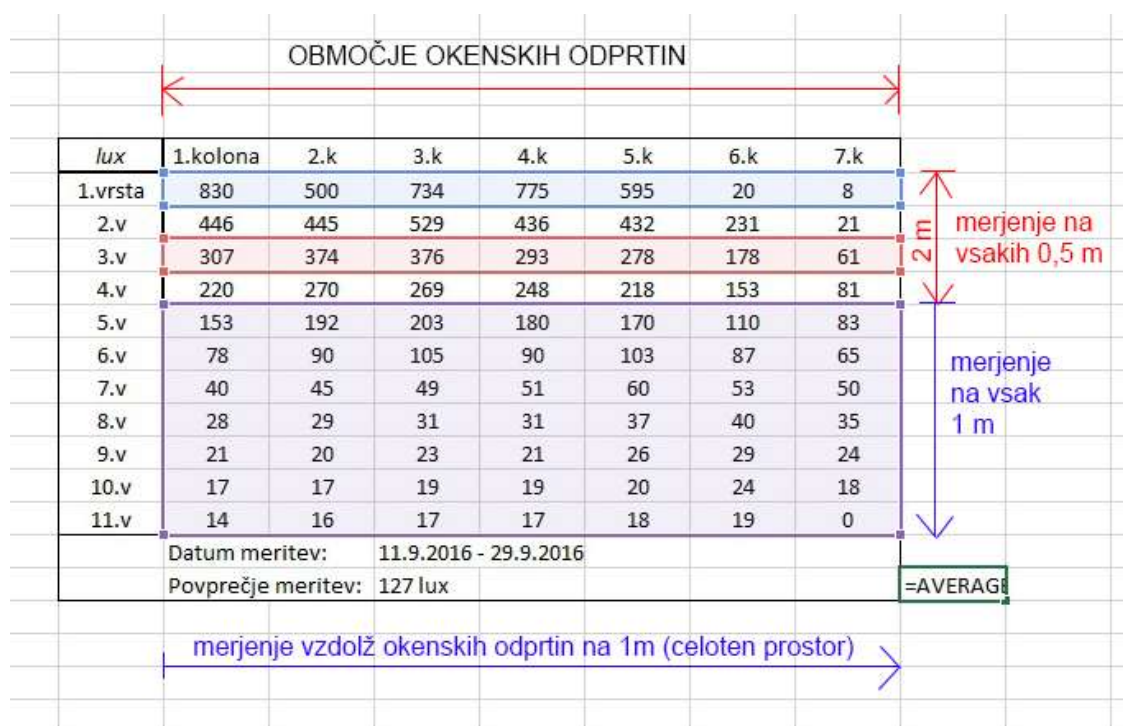 OBMOČJE OKENSKIH ODPRTIN
lux 1.kolona 2.k 3.k 4.k 5.k 6.k 7.k
1.vrsta 830 500 734 775 595 20 8
2.v 446 445 529 436 432 231 21
3.v 307 374 376 293 278 178 61
4.v 220 270 269 248 218 153 81
2 m
merjenje na
vsakih 0,5 m
5.v 153 192 203 180 170 110 83
6.v 78 90 105 90 103 87 65
7.v 40 45 49 51 60 53 50
8.v 28 29 31 31 37 40 35
9.v 21 20 23 21 26 29 24
10.v 17 17 19 19 20 24 18
11.v 14 16 17 17 18 19 0
merjenje
na vsak
1 m
Datum meritev: 11.9.2016 - 29.9.2016
Povprečje meritev: 127 lux
=AVERAGE
merjenje vzdolž okenskih odprtin na 1m (celoten prostor)